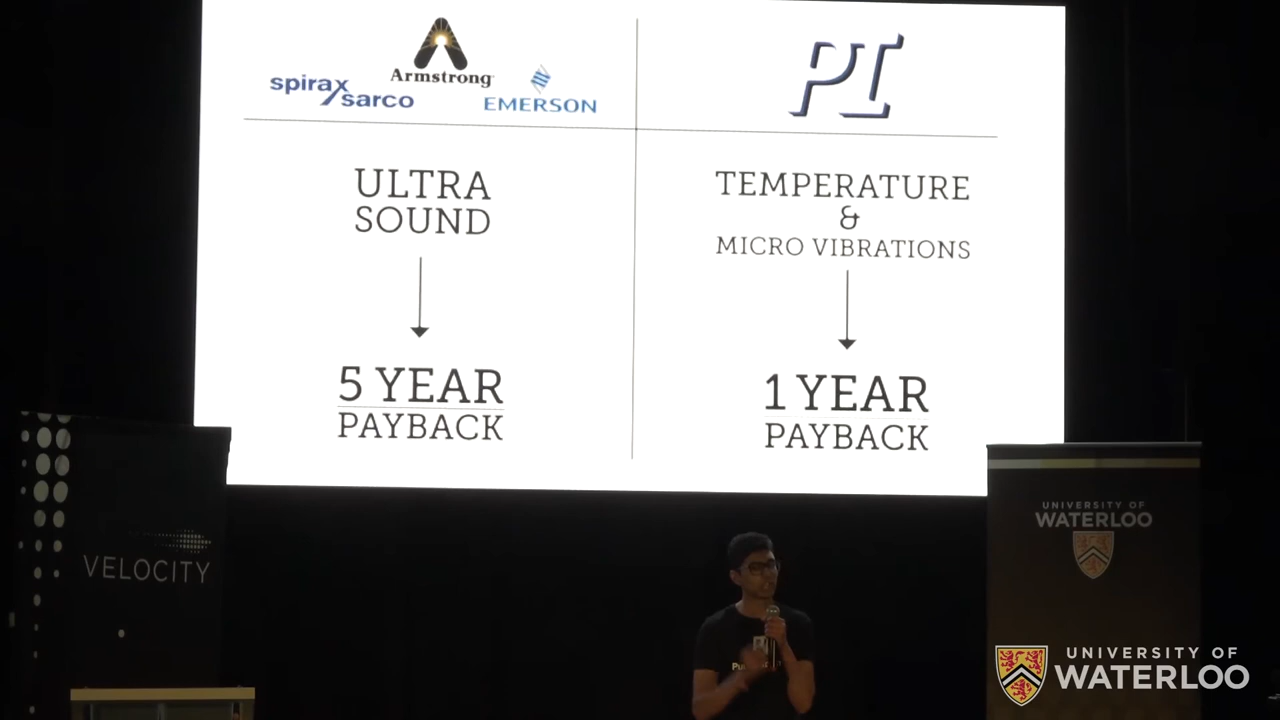 spirax
sarco
Armstrong
EMERSON
PI
ULTRA
SOUND
5 YEAR
PAYBACK
TEMPERATURE
&
MICRO VIBRATIONS
1 YEAR
PAYBACK
VELOCITY
UNIVERSITY OF
WATERLOO
UNIVERSITY OF
WATERLOO